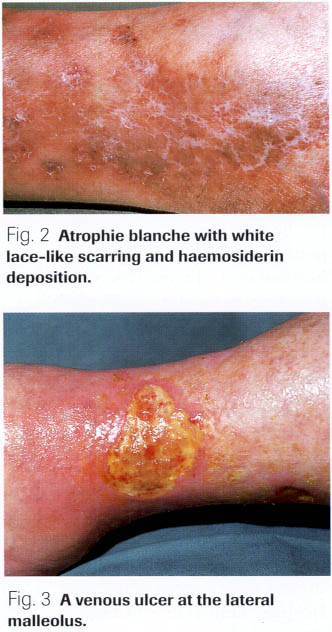 Fig. 2 Atrophie blanche with white
lace-like scarring and haemosiderin
deposition.
Fig. 3 A venous ulcer at the lateral
malleolus.